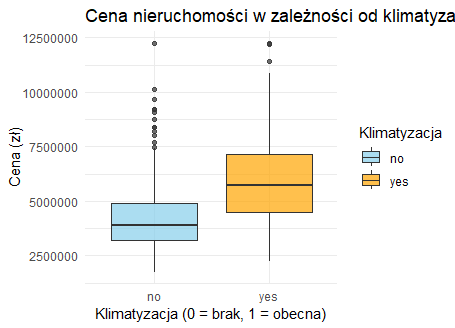 Cena nieruchomości w zależności od klimatyza
12500000
10000000
7500000
5000000
2500000
Cena (zł)
no
yes
Klimatyzacja (0 = brak, 1 = obecna)
Klimatyzacja
no
yes